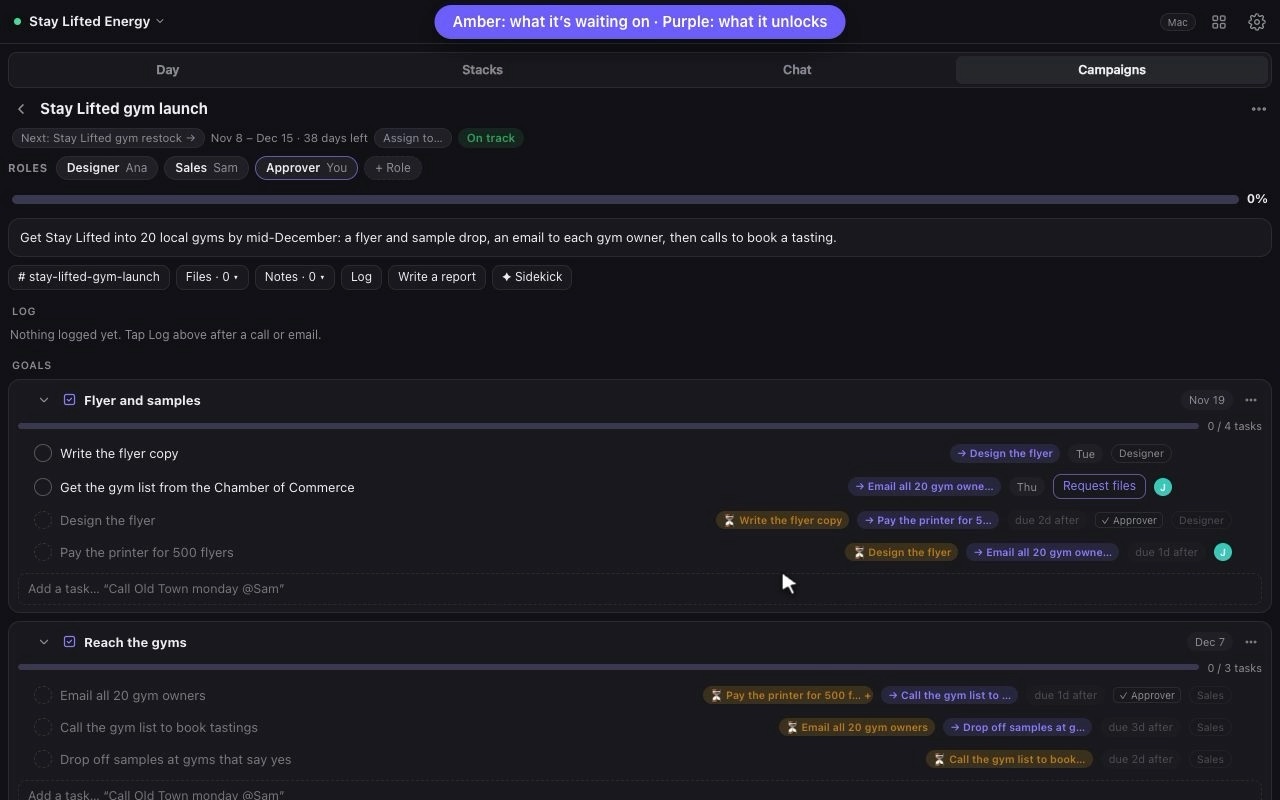 Stay Lifted Energy
Amber: what it's waiting on · Purple: what it unlocks
Mac
Day Stacks Chat Campaigns
Stay Lifted gym launch
Next: Stay Lifted gym restock → Nov 8 – Dec 15 · 38 days left Assign to... On track
ROLES Designer Ana Sales Sam Approver You + Role
0%
Get Stay Lifted into 20 local gyms by mid-December: a flyer and sample drop, an email to each gym owner, then calls to book a tasting.
# stay-lifted-gym-launch Files · 0 ▾ Notes · 0 ▾ Log Write a report ✦ Sidekick
LOG
Nothing logged yet. Tap Log above after a call or email.
GOALS
Flyer and samples Nov 19 ···
0 / 4 tasks
Write the flyer copy → Design the flyer Tue Designer
Get the gym list from the Chamber of Commerce → Email all 20 gym owne... Thu Request files J
Design the flyer ⏳ Write the flyer copy → Pay the printer for 5... due 2d after ✓ Approver Designer
Pay the printer for 500 flyers ⏳ Design the flyer → Email all 20 gym owne... due 1d after J
Add a task... “Call Old Town monday @Sam”
Reach the gyms Dec 7 ···
0 / 3 tasks
Email all 20 gym owners ⏳ Pay the printer for 500 f... + → Call the gym list to ... due 1d after ✓ Approver Sales
Call the gym list to book tastings ⏳ Email all 20 gym owners → Drop off samples at g... due 3d after Sales
Drop off samples at gyms that say yes ⏳ Call the gym list to book... due 2d after Sales
Add a task... “Call Old Town monday @Sam”